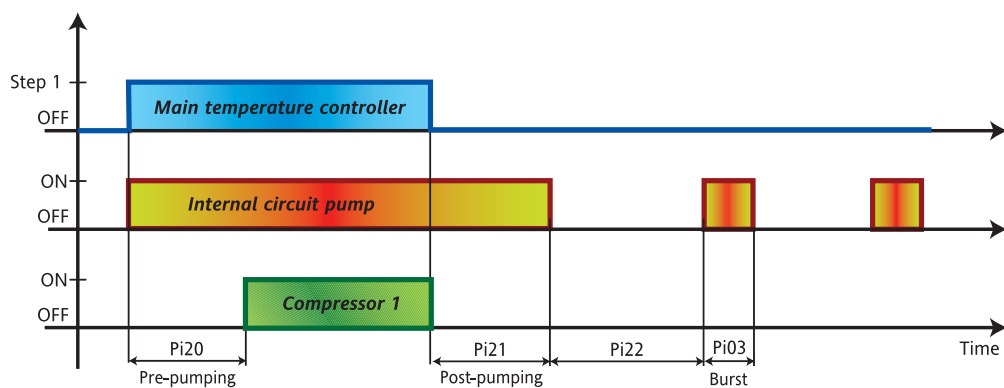 Step 1
Main temperature controller
OFF
ON
Internal circuit pump
OFF
ON
Compressor 1
OFF
Pi20
Pi21
Pi22
Pi03
Time
Pre-pumping
Post-pumping
Burst